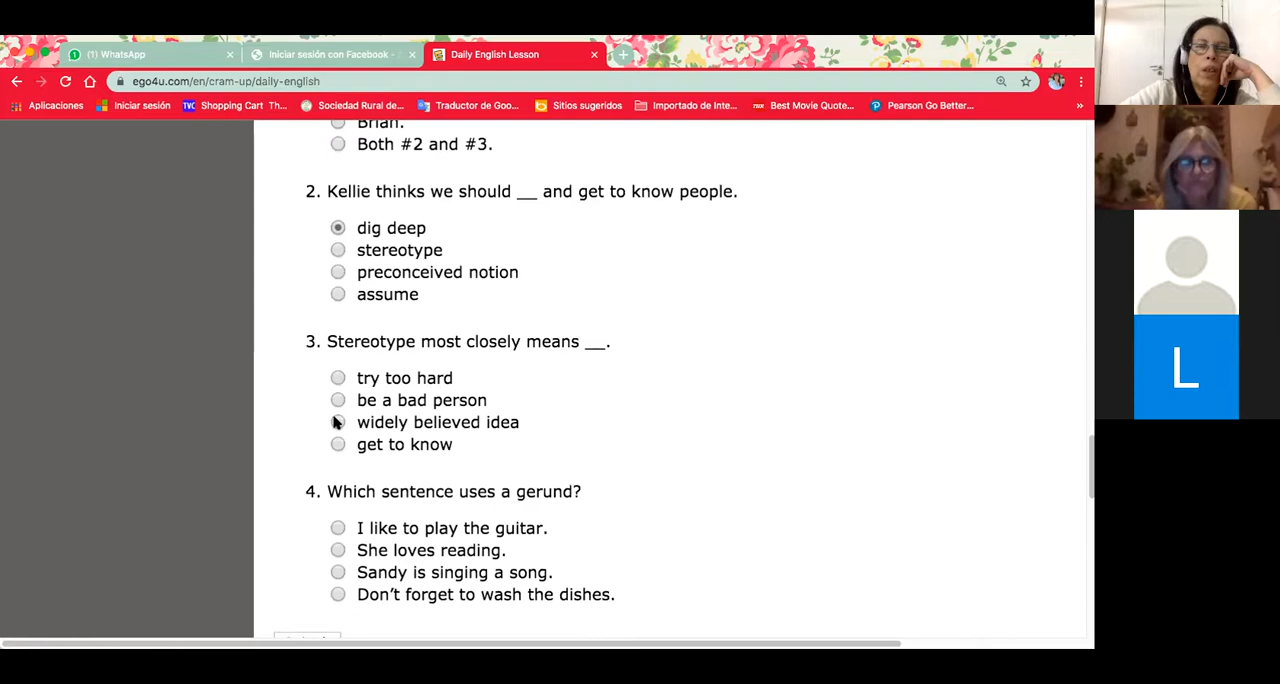 (1) WhatsApp
Iniciar sesión con Facebook -
Daily English Lesson
ego4u.com/en/cram-up/daily-english
Aplicaciones
Iniciar sesión
TVC Shopping Cart Th...
Sociedad Rural de...
Traductor de Goo...
Sitios sugeridos
Importado de Inte...
Best Movie Quote...
Pearson Go Better...
»
Brian.
Both #2 and #3.
2. Kellie thinks we should __ and get to know people.
dig deep
stereotype
preconceived notion
assume
3. Stereotype most closely means __.
try too hard
be a bad person
widely believed idea
get to know
4. Which sentence uses a gerund?
I like to play the guitar.
She loves reading.
Sandy is singing a song.
Don't forget to wash the dishes.
L